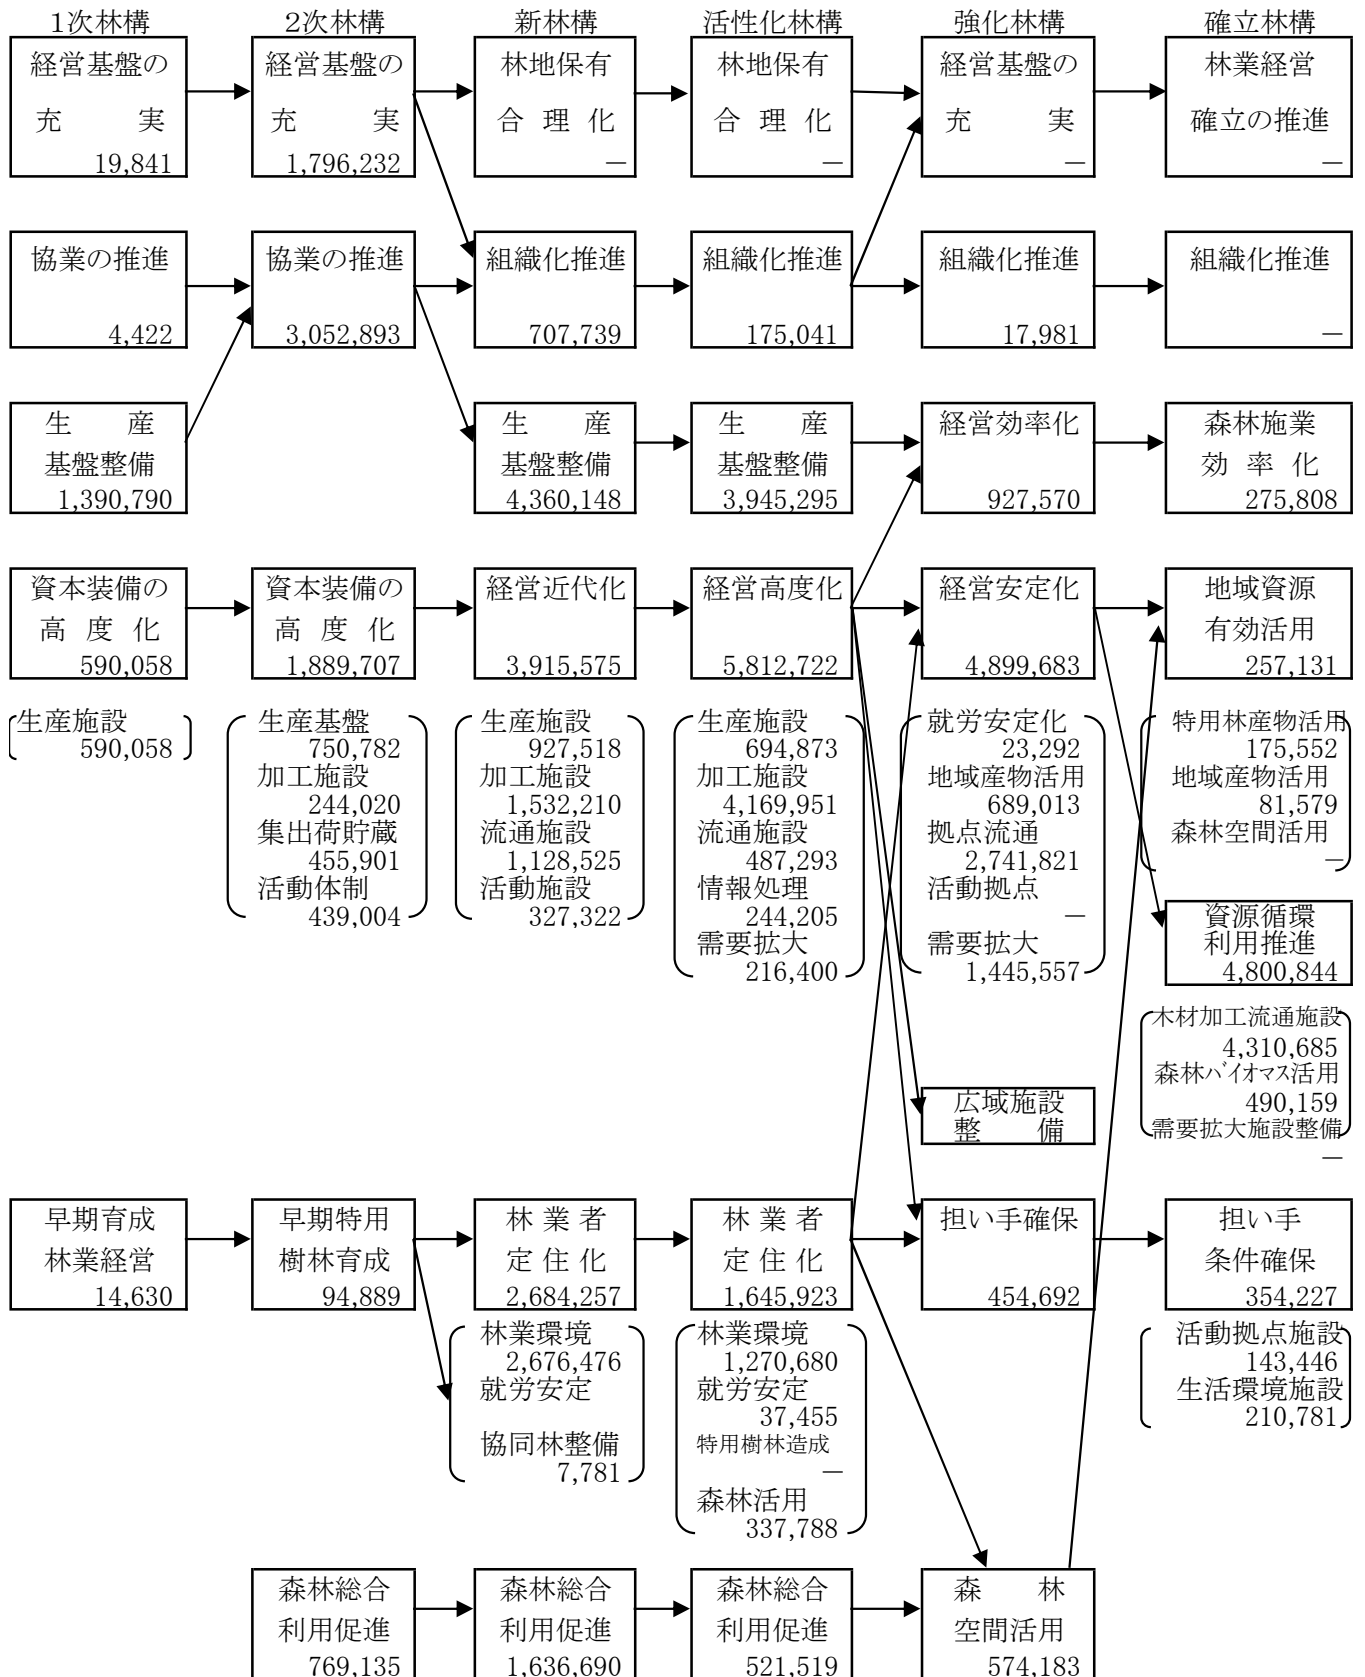 1次林構 2次林構 新林構 活性化林構 強化林構 確立林構
経営基盤の 経営基盤の 林地保有 林地保有 経営基盤の 林業経営
充 実 充 実 合 理 化 合 理 化 充 実 確立の推進
19,841 1,796,232 － － － －
協業の推進 協業の推進 組織化推進 組織化推進 組織化推進 組織化推進
4,422 3,052,893 707,739 175,041 17,981 －
生 産 生 産 生 産 経営効率化 森林施業
基盤整備 基盤整備 基盤整備 効 率 化
1,390,790 4,360,148 3,945,295 927,570 275,808
資本装備の 資本装備の 経営近代化 経営高度化 経営安定化 地域資源
高 度 化 高 度 化 有効活用
590,058 1,889,707 3,915,575 5,812,722 4,899,683 257,131
生産施設 生産基盤 生産施設 生産施設 就労安定化 特用林産物活用
590,058 750,782 927,518 694,873 23,292 175,552
加工施設 加工施設 加工施設 地域産物活用 地域産物活用
244,020 1,532,210 4,169,951 689,013 81,579
集出荷貯蔵 流通施設 流通施設 拠点流通 森林空間活用
455,901 1,128,525 487,293 2,741,821 －
活動体制 活動施設 情報処理 活動拠点
439,004 327,322 244,205 －
需要拡大 需要拡大
216,400 1,445,557
資源循環
利用推進
4,800,844
木材加工流通施設
4,310,685
森林バイオマス活用
490,159
需要拡大施設整備
－
広域施設
整 備
早期育成 早期特用 林 業 者 林 業 者 担い手確保 担い手
林業経営 樹林育成 定 住 化 定 住 化 条件確保
14,630 94,889 2,684,257 1,645,923 454,692 354,227
林業環境 林業環境 活動拠点施設
2,676,476 1,270,680 143,446
就労安定 就労安定 生活環境施設
37,455 210,781
協同林整備 特用樹林造成
7,781 －
森林活用
337,788
森林総合 森林総合 森林総合 森 林
利用促進 利用促進 利用促進 空間活用
769,135 1,636,690 521,519 574,183